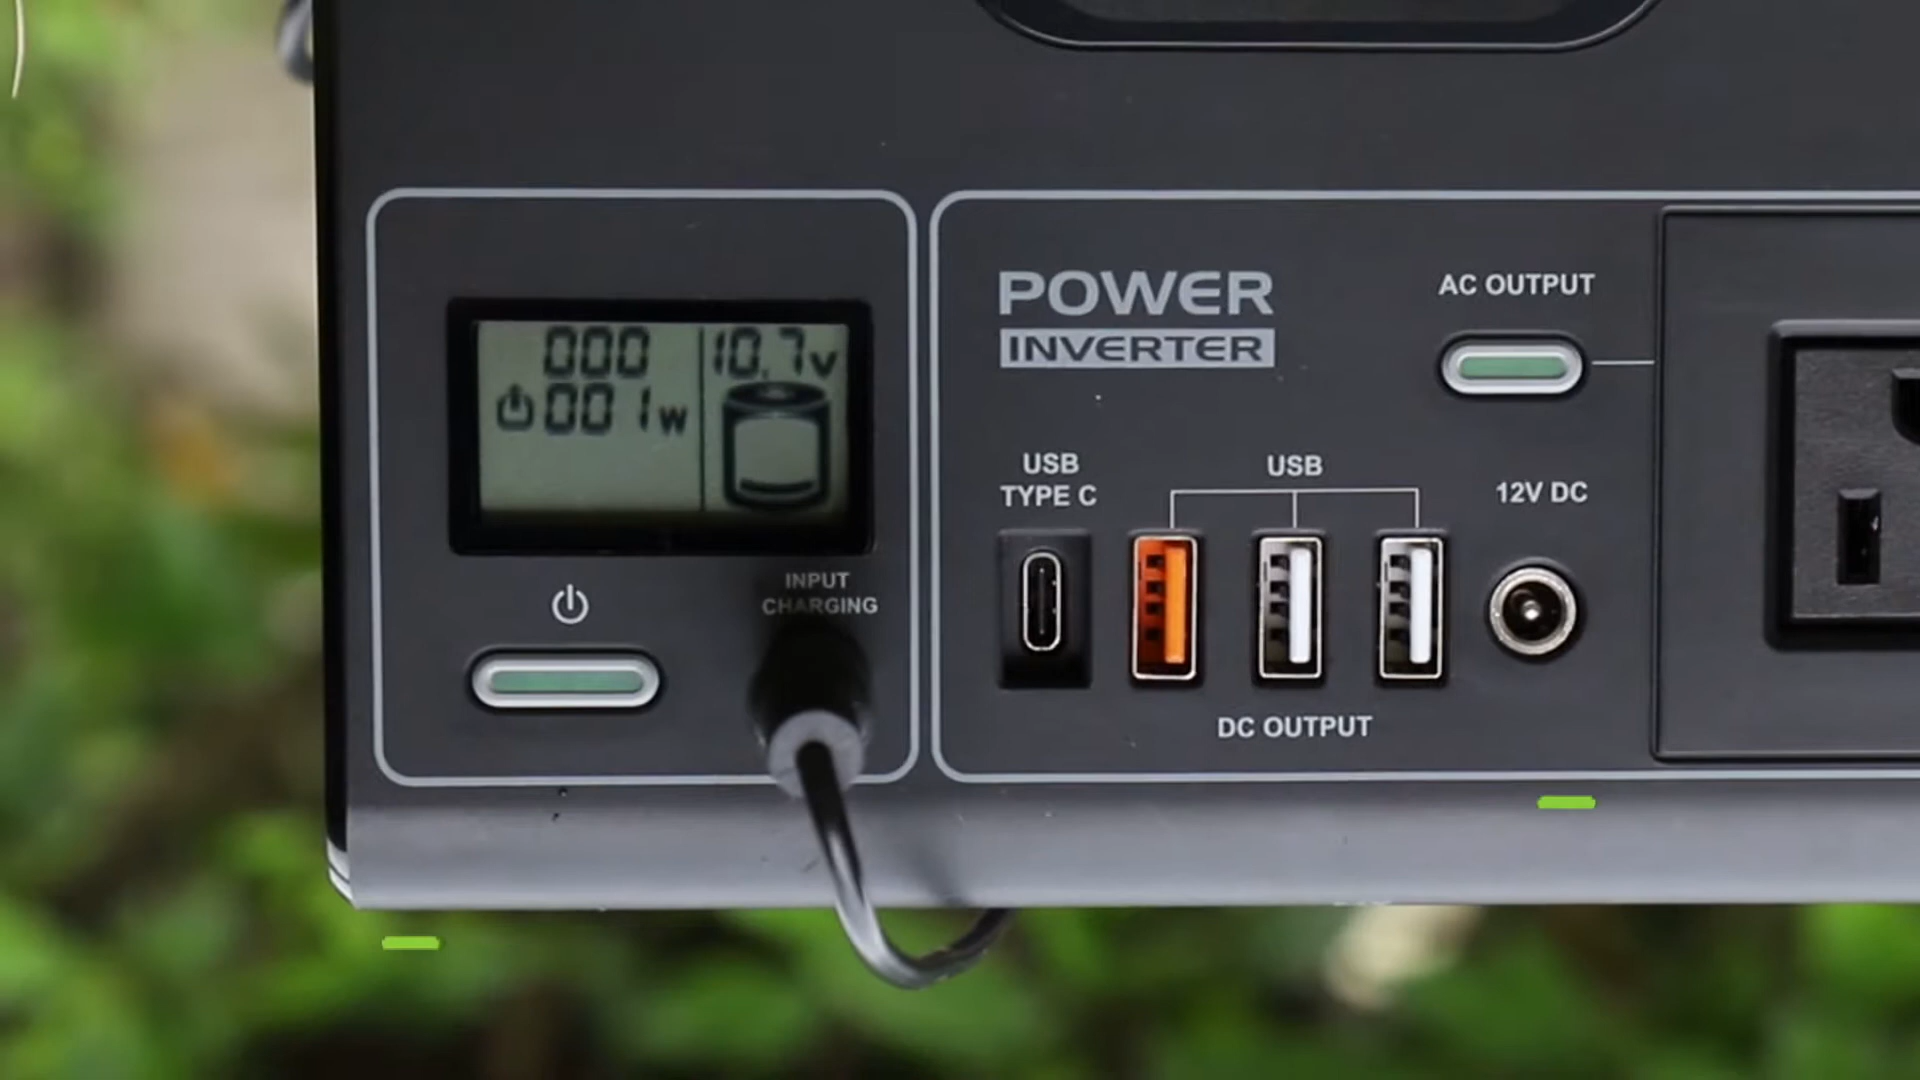 000
10.7v
001w
INPUT
CHARGING
POWER
INVERTER
AC OUTPUT
USB
TYPE C
USB
12V DC
DC OUTPUT